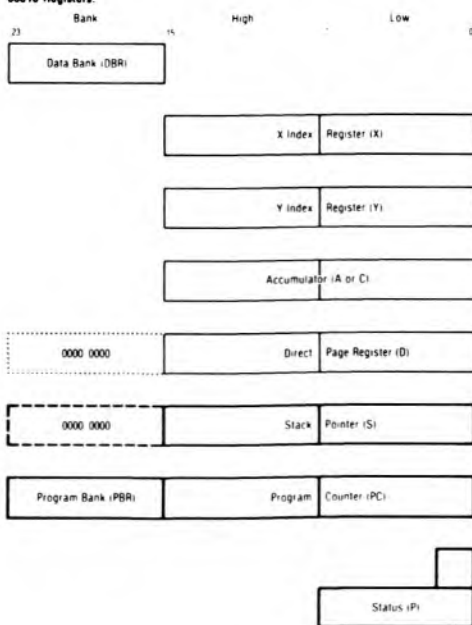 Registers.
Bank High Low
23 15 0
Data Bank (DBR)
X Index Register (X)
Y Index Register (Y)
Accumulator (A or C)
0000 0000 Direct Page Register (D)
0000 0000 Stack Pointer (S)
Program Bank (PBR) Program Counter (PC)
Status (P)